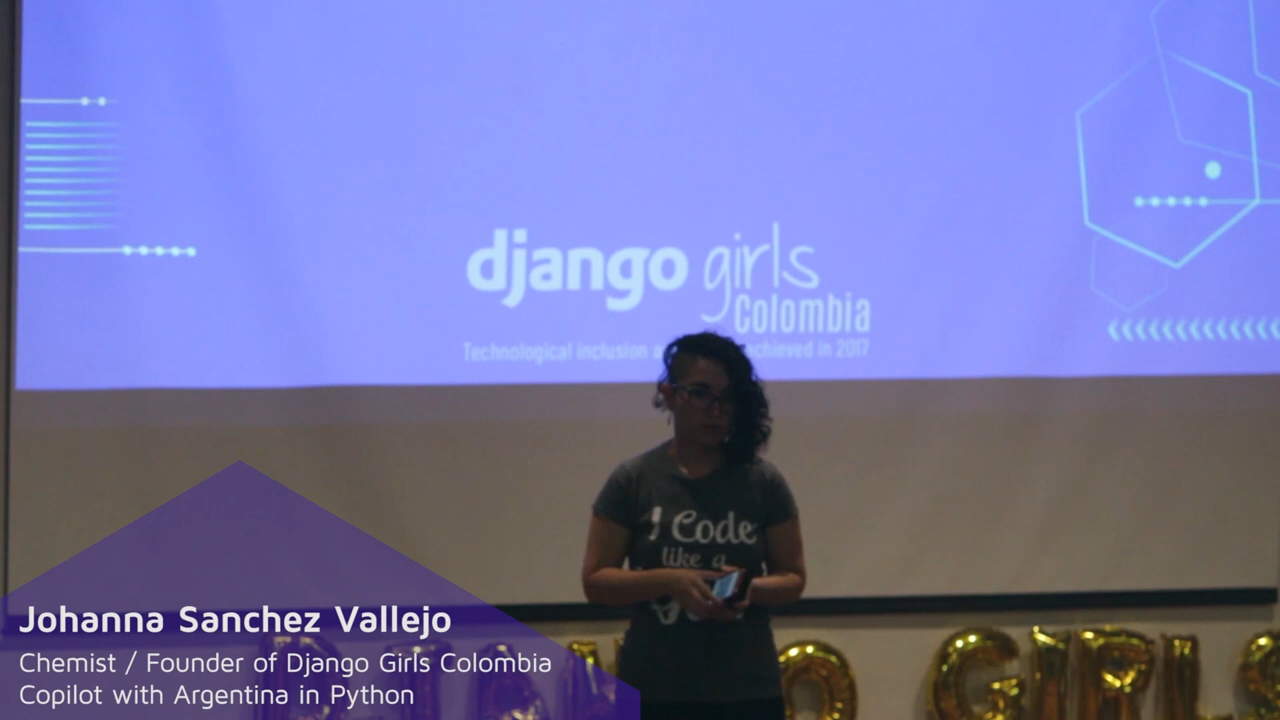 django girls
Colombia
Technological inclusion achieved in 2017
I Code
like a
Johanna Sanchez Vallejo
Chemist / Founder of Django Girls Colombia
Copilot with Argentina in Python
GIRLS